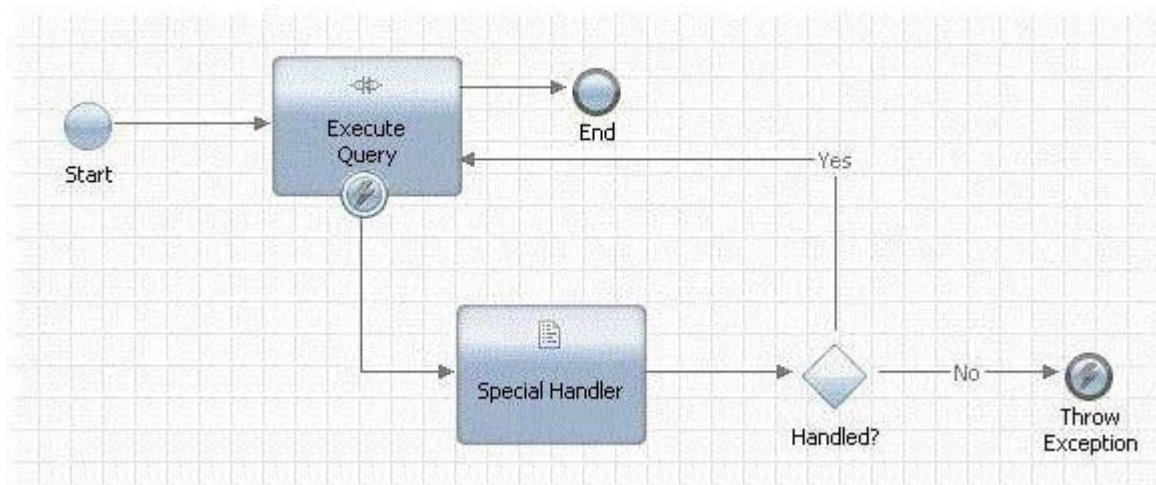 Start
Execute
Query
End
Yes
Special Handler
Handled?
No
Throw
Exception